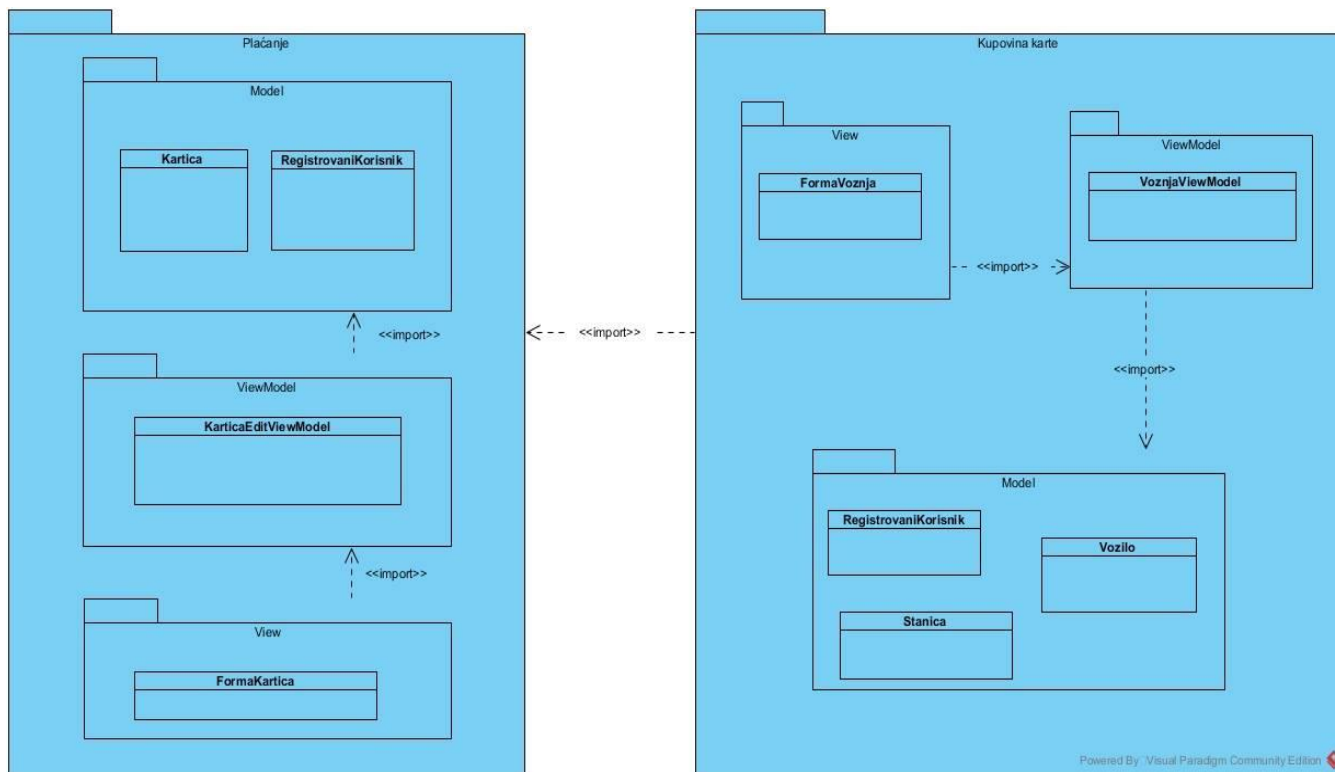 Plaćanje
Model
Kartica
RegistrovaniKorisnik
<<import>>
ViewModel
KarticaEditViewModel
<<import>>
View
FormaKartica
<<import>>
Kupovina karte
View
FormaVoznja
<<import>>
ViewModel
VoznjaViewModel
<<import>>
Model
RegistrovaniKorisnik
Vozilo
Stanica
Powered By Visual Paradigm Community Edition